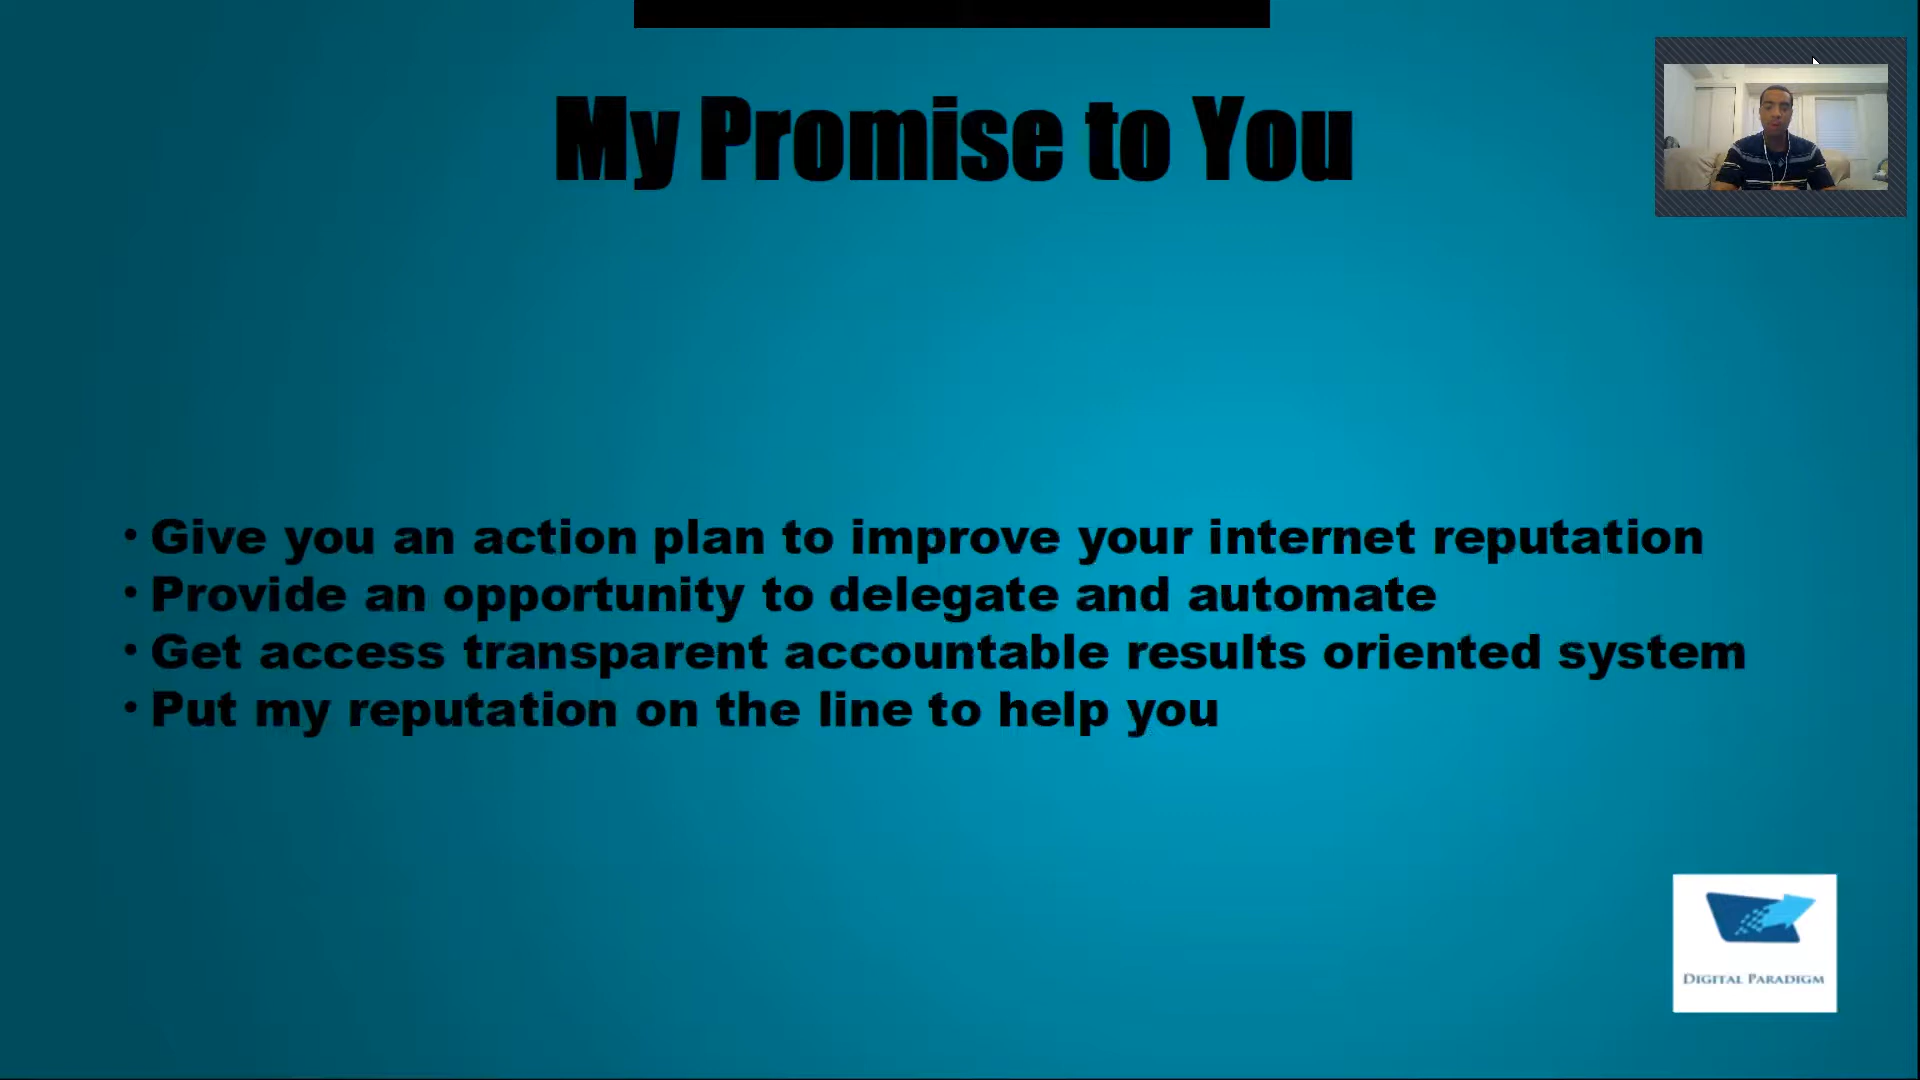 My Promise to You
• Give you an action plan to improve your internet reputation
• Provide an opportunity to delegate and automate
• Get access transparent accountable results oriented system
• Put my reputation on the line to help you
DIGITAL PARADIGM